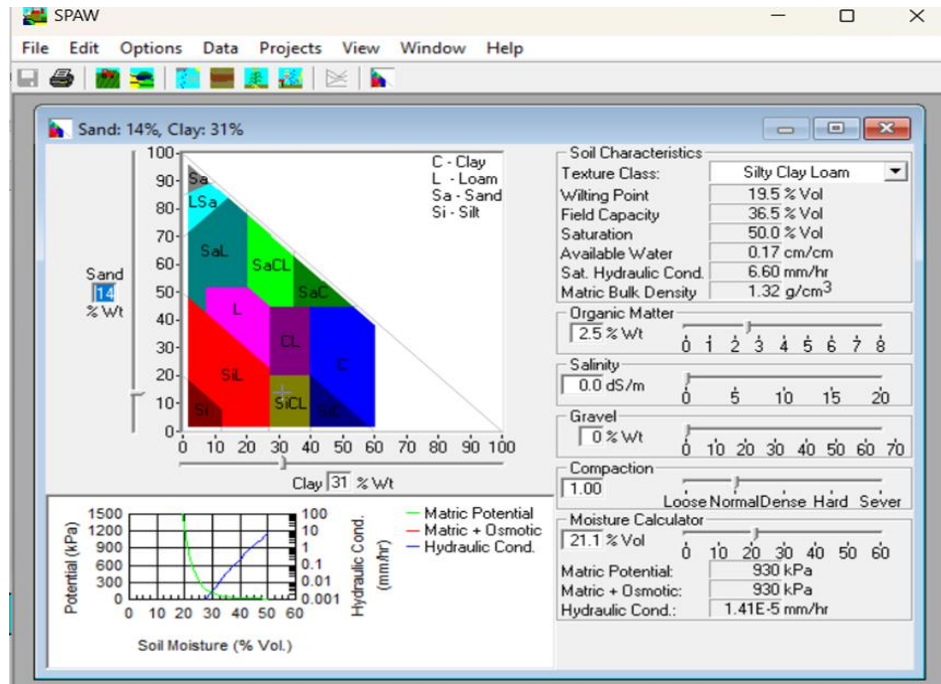 SPAW
File Edit Options Data Projects View Window Help
Sand: 14%, Clay: 31%
C - Clay
L - Loam
Sa - Sand
Si - Silt
100
90
80
70
60
50
40
30
20
10
0
Sand
14
% Wt
Sa
LSa
SaL
SaCL
SaC
L
CL
C
SiL
Si
SiCL
SiC
0 10 20 30 40 50 60 70 80 90 100
Clay 31 % Wt
Soil Characteristics
Texture Class: Silty Clay Loam
Wilting Point 19.5 % Vol
Field Capacity 36.5 % Vol
Saturation 50.0 % Vol
Available Water 0.17 cm/cm
Sat. Hydraulic Cond. 6.60 mm/hr
Matric Bulk Density 1.32 g/cm3
Organic Matter
2.5 % Wt
0 1 2 3 4 5 6 7 8
Salinity
0.0 dS/m
0 5 10 15 20
Gravel
0 % Wt
0 10 20 30 40 50 60 70
Compaction
1.00
Loose Normal Dense Hard Sever
Moisture Calculator
21.1 % Vol
0 10 20 30 40 50 60
Matric Potential: 930 kPa
Matric + Osmotic: 930 kPa
Hydraulic Cond.: 1.41E-5 mm/hr
Potential (kPa)
1500
1200
900
600
300
0
0 10 20 30 40 50 60
Soil Moisture (% Vol.)
100
10
1
0.1
0.01
0.001
Hydraulic Cond.
(mm/hr)
Matric Potential
Matric + Osmotic
Hydraulic Cond.